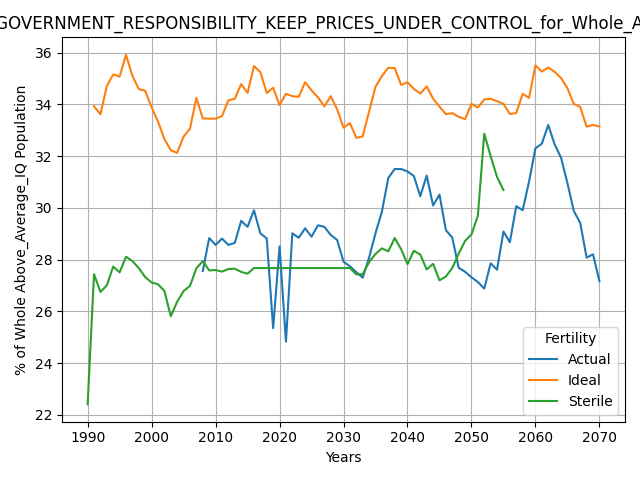 GOVERNMENT_RESPONSIBILITY_KEEP_PRICES_UNDER_CONTROL_for_Whole_A
% of Whole Above_Average_IQ Population
36
34
32
30
28
26
24
22
1990 2000 2010 2020 2030 2040 2050 2060 2070
Years
Fertility
Actual
Ideal
Sterile